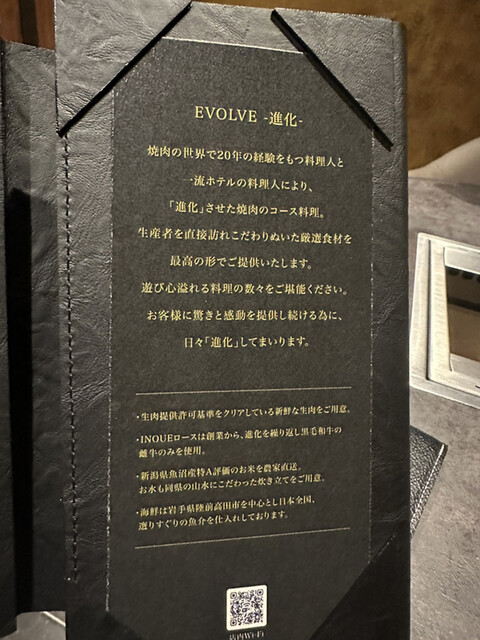 EVOLVE -進化-
焼肉の世界で20年の経験をもつ料理人と
一流ホテルの料理人により、
「進化」させた焼肉のコース料理。
生産者を直接訪れこだわりぬいた厳選食材を
最高の形でご提供いたします。
遊び心溢れる料理の数々をご堪能ください。
お客様に驚きと感動を提供し続ける為に、
日々「進化」してまいります。
・生肉提供許可基準をクリアしている新鮮な生肉をご用意。
・INOUEロースは創業から、進化を繰り返し黒毛和牛の
雌牛のみを使用。
・新潟県魚沼産特A評価のお米を農家直送。
お水も同県の山水にこだわった炊き立てをご用意。
・海鮮は岩手県陸前高田市を中心とし日本全国、
選りすぐりの魚介を仕入れしております。
店内Wi-Fi